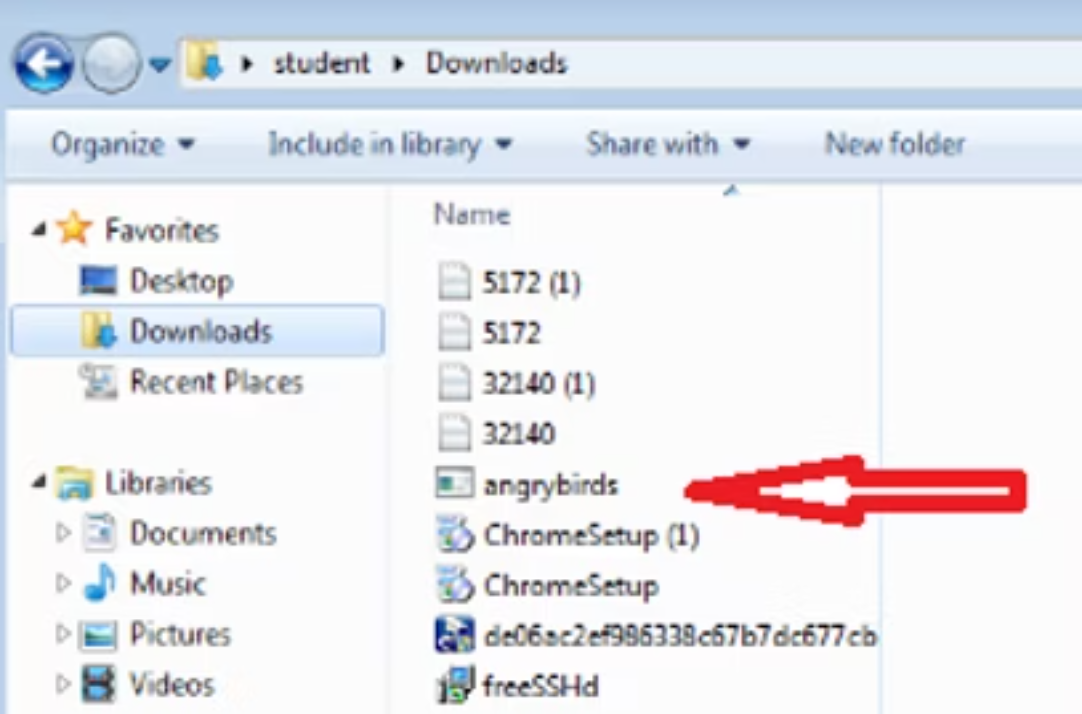 student Downloads
Organize Include in library Share with New folder
Favorites
Desktop
Downloads
Recent Places
Libraries
Documents
Music
Pictures
Videos
Name
5172 (1)
5172
32140 (1)
32140
angrybirds
ChromeSetup (1)
ChromeSetup
de06ac2ef986338c67b7dc677cb
freeSSHd